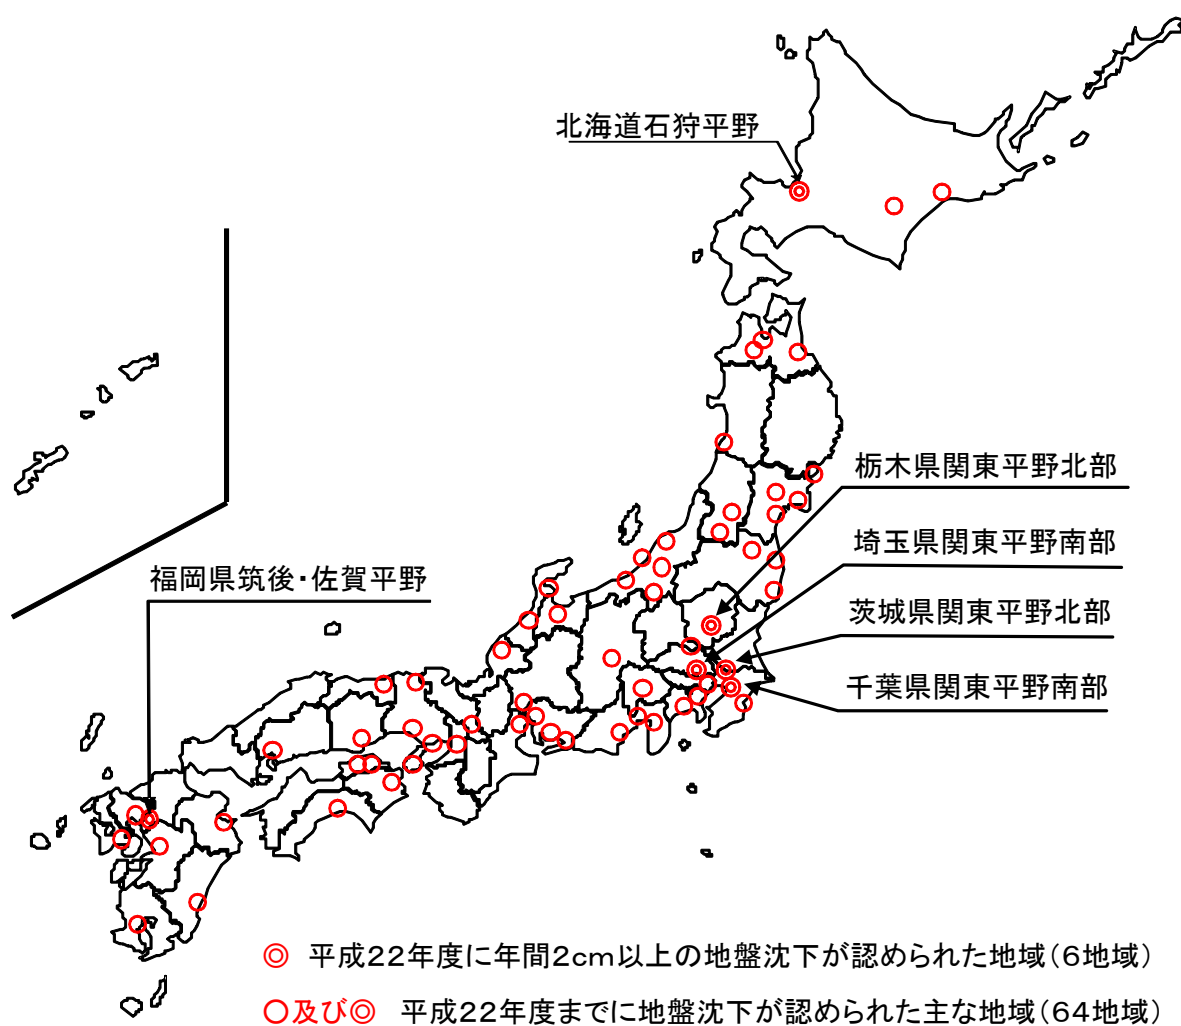 北海道石狩平野
栃木県関東平野北部
埼玉県関東平野南部
福岡県筑後・佐賀平野
茨城県関東平野北部
千葉県関東平野南部
◎ 平成22年度に年間2cm以上の地盤沈下が認められた地域(6地域)
○及び◎ 平成22年度までに地盤沈下が認められた主な地域(64地域)